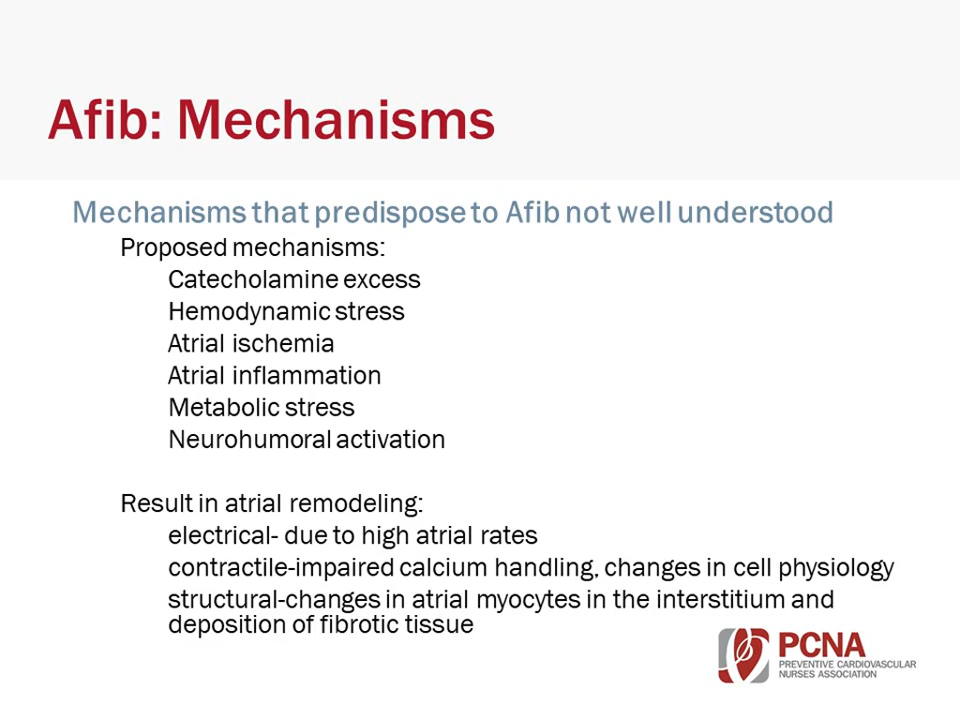 Afib: Mechanisms
Mechanisms that predispose to Afib not well understood
Proposed mechanisms:
Catecholamine excess
Hemodynamic stress
Atrial ischemia
Atrial inflammation
Metabolic stress
Neurohumoral activation
Result in atrial remodeling:
electrical- due to high atrial rates
contractile-impaired calcium handling, changes in cell physiology
structural-changes in atrial myocytes in the interstitium and
deposition of fibrotic tissue
PCNA
PREVENTIVE CARDIOVASCULAR
NURSES ASSOCIATION